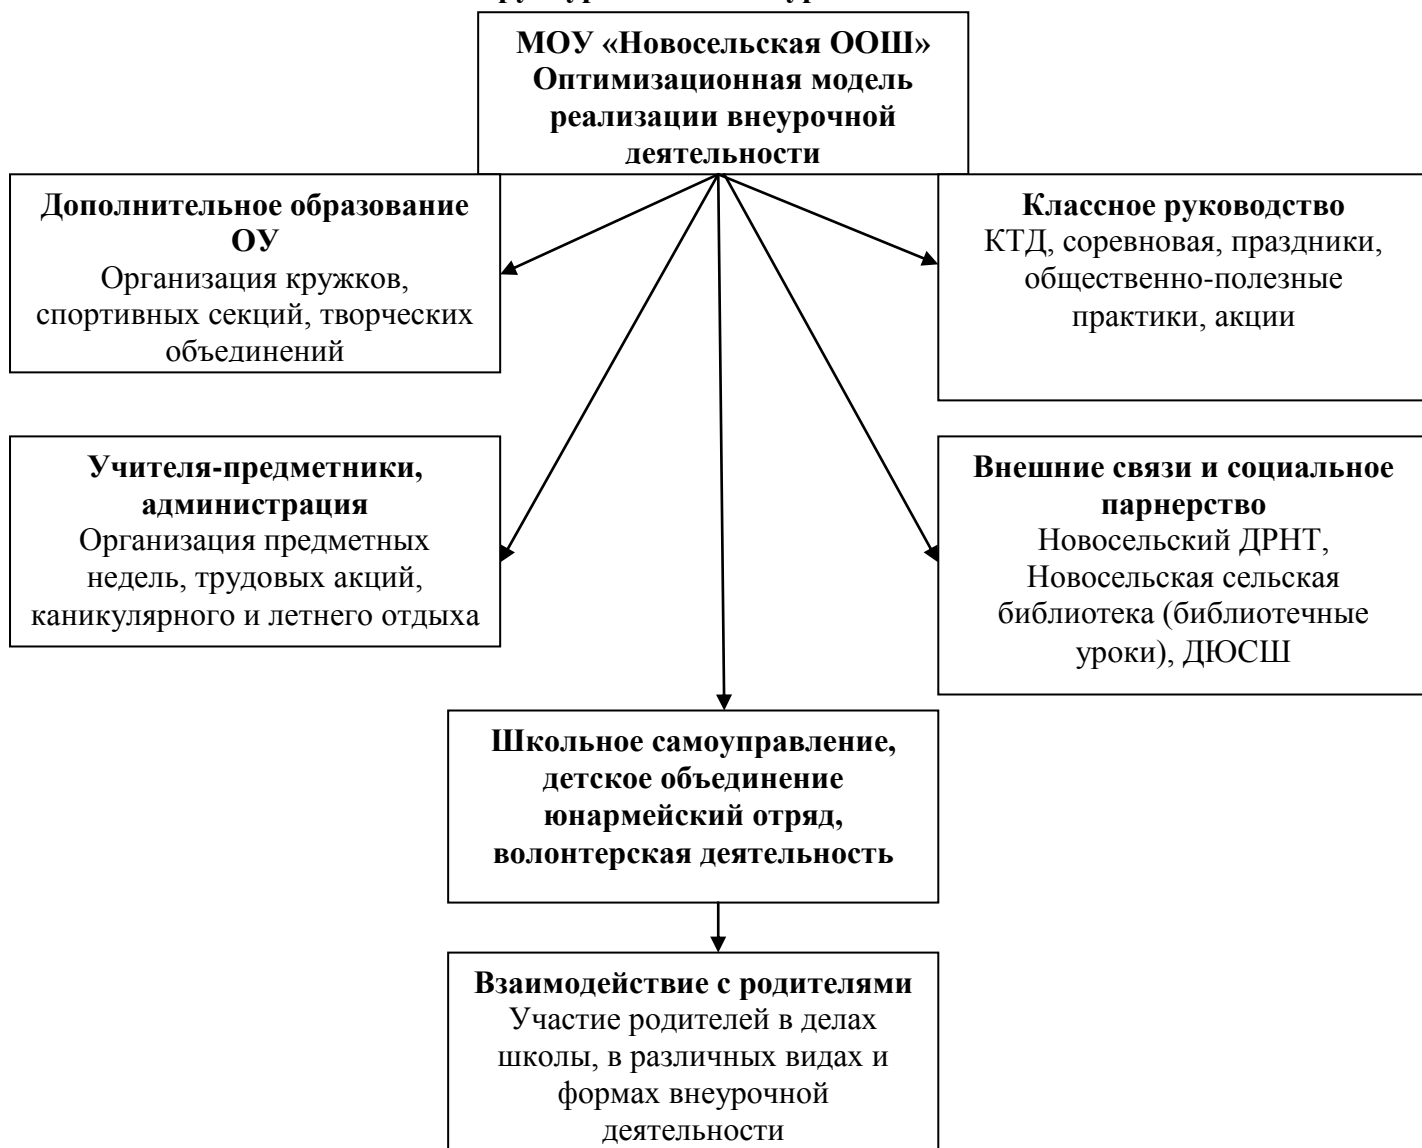 МОУ «Новосельская ООШ»
Оптимизационная модель
реализации внеурочной
деятельности
Дополнительное образование
ОУ
Организация кружков,
спортивных секций, творческих
объединений
Классное руководство
КТД, соревновая, праздники,
общественно-полезные
практики, акции
Учителя-предметники,
администрация
Организация предметных
недель, трудовых акций,
каникулярного и летнего отдыха
Внешние связи и социальное
парнерство
Новосельский ДРНТ,
Новосельская сельская
библиотека (библиотечные
уроки), ДЮСШ
Школьное самоуправление,
детское объединение
юнармейский отряд,
волонтерская деятельность
Взаимодействие с родителями
Участие родителей в делах
школы, в различных видах и
формах внеурочной
деятельности